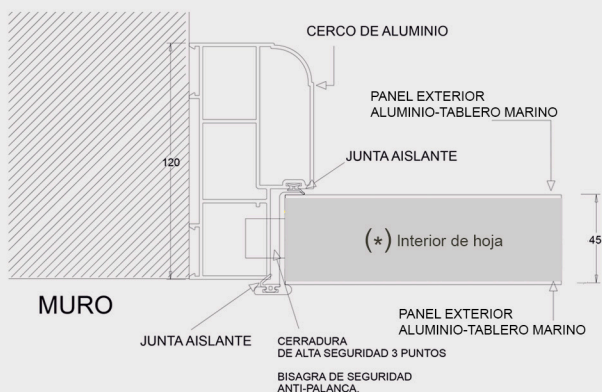 CERCO DE ALUMINIO
PANEL EXTERIOR
ALUMINIO-TABLERO MARINO
120
JUNTA AISLANTE
(*) Interior de hoja
45
MURO
PANEL EXTERIOR
ALUMINIO-TABLERO MARINO
JUNTA AISLANTE
CERRADURA
DE ALTA SEGURIDAD 3 PUNTOS
BISAGRA DE SEGURIDAD
ANTI-PALANCA.